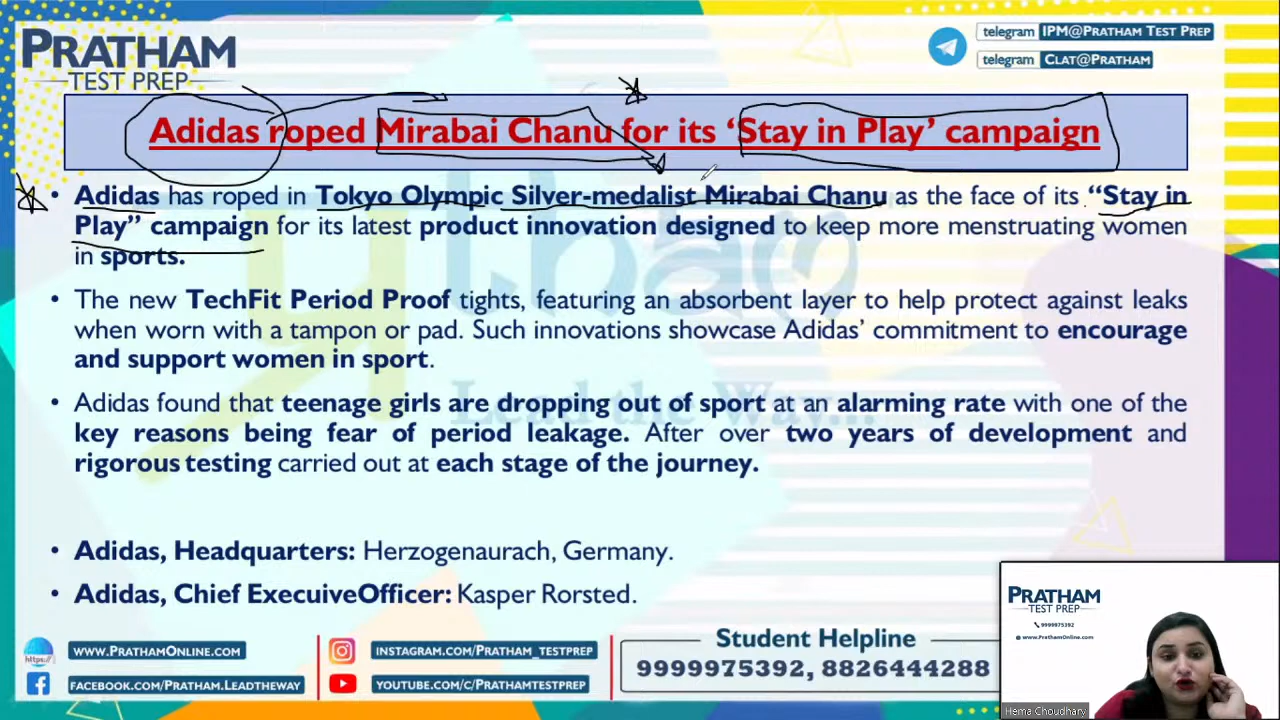 PRATHAM
TEST PREP
telegram IPM@PRATHAM TEST PREP
telegram CLAT@PRATHAM
Adidas roped Mirabai Chanu for its ‘Stay in Play’ campaign
• Adidas has roped in Tokyo Olympic Silver-medalist Mirabai Chanu as the face of its “Stay in
Play” campaign for its latest product innovation designed to keep more menstruating women
in sports.
• The new TechFit Period Proof tights, featuring an absorbent layer to help protect against leaks
when worn with a tampon or pad. Such innovations showcase Adidas’ commitment to encourage
and support women in sport.
Lead the Way...
• Adidas found that teenage girls are dropping out of sport at an alarming rate with one of the
key reasons being fear of period leakage. After over two years of development and
rigorous testing carried out at each stage of the journey.
• Adidas, Headquarters: Herzogenaurach, Germany.
• Adidas, Chief ExecuiveOfficer: Kasper Rorsted.
https://
WWW.PRATHAMONLINE.COM
FACEBOOK.COM/PRATHAM.LEADTHEWAY
INSTAGRAM.COM/PRATHAM_TESTPREP
YOUTUBE.COM/C/PRATHAMTESTPREP
Student Helpline
9999975392, 8826444288
PRATHAM
TEST PREP
9999975392
www.PrathamOnline.com
Hema Choudhary